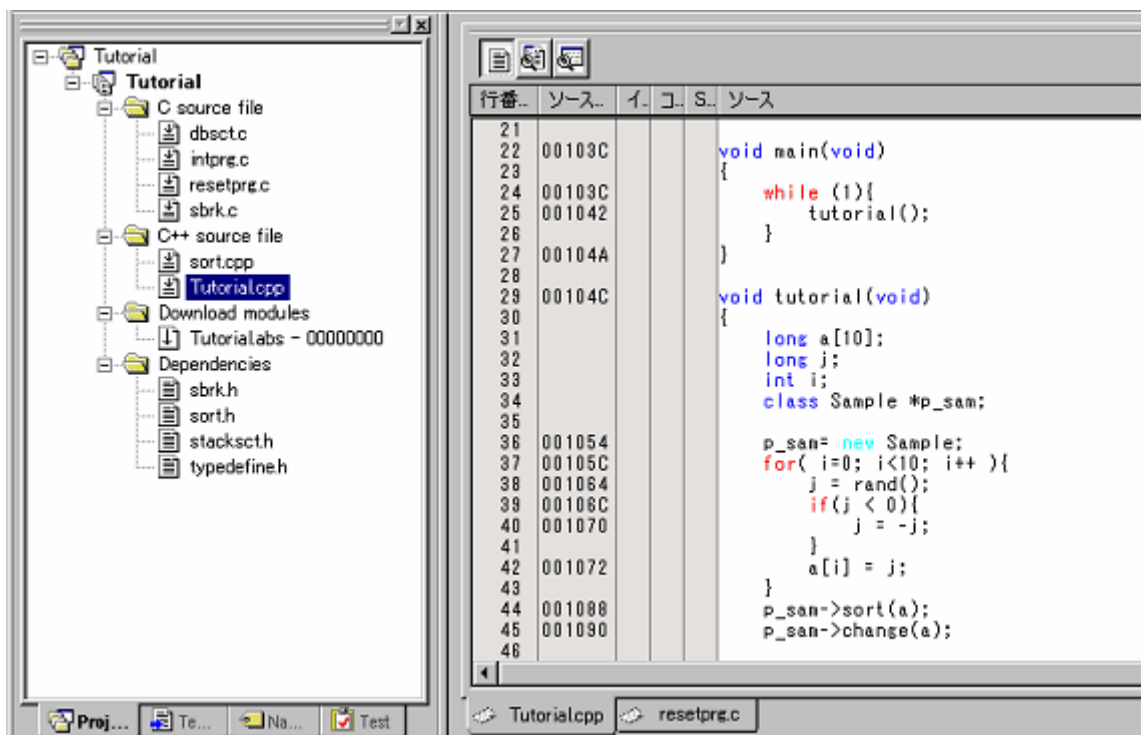 Tutorial
Tutorial
C source file
dbsct.c
intprg.c
resetprg.c
sbrk.c
C++ source file
sort.cpp
Tutorial.cpp
Download modules
Tutorial.abs - 00000000
Dependencies
sbrk.h
sort.h
stacksct.h
typedefine.h
Proj... Te... Na... Test
行番.. ソース.. イ.. コ.. S.. ソース
21
22 00103C void main(void)
23 {
24 00103C while (1){
25 001042 tutorial();
26 }
27 00104A }
28
29 00104C void tutorial(void)
30 {
31 long a[10];
32 long j;
33 int i;
34 class Sample *p_sam;
35
36 001054 p_sam= new Sample;
37 00105C for( i=0; i<10; i++ ){
38 001064 j = rand();
39 00106C if(j < 0){
40 001070 j = -j;
41 }
42 001072 a[i] = j;
43 }
44 001088 p_sam->sort(a);
45 001090 p_sam->change(a);
46
Tutorial.cpp resetprg.c